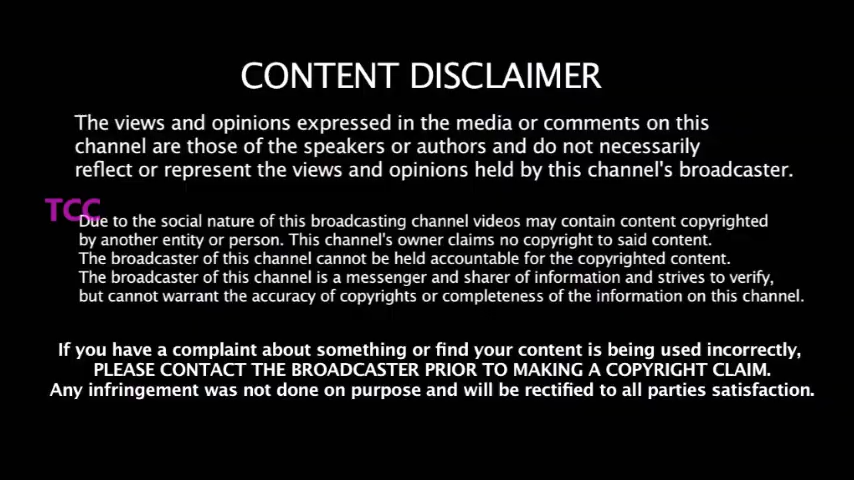 CONTENT DISCLAIMER
The views and opinions expressed in the media or comments on this
channel are those of the speakers or authors and do not necessarily
reflect or represent the views and opinions held by this channel's broadcaster.
TCC
Due to the social nature of this broadcasting channel videos may contain content copyrighted
by another entity or person. This channel's owner claims no copyright to said content.
The broadcaster of this channel cannot be held accountable for the copyrighted content.
The broadcaster of this channel is a messenger and sharer of information and strives to verify,
but cannot warrant the accuracy of copyrights or completeness of the information on this channel.
If you have a complaint about something or find your content is being used incorrectly,
PLEASE CONTACT THE BROADCASTER PRIOR TO MAKING A COPYRIGHT CLAIM.
Any infringement was not done on purpose and will be rectified to all parties satisfaction.